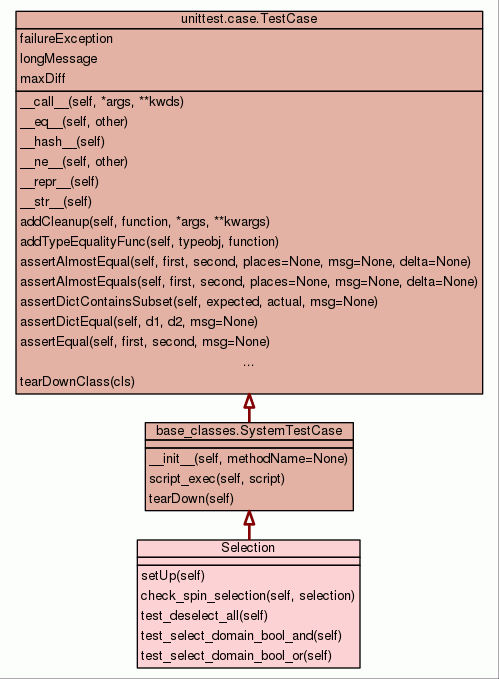 unittest.case.TestCase
failureException
longMessage
maxDiff
__call__(self, *args, **kwds)
__eq__(self, other)
__hash__(self)
__ne__(self, other)
__repr__(self)
__str__(self)
addCleanup(self, function, *args, **kwargs)
addTypeEqualityFunc(self, typeobj, function)
assertAlmostEqual(self, first, second, places=None, msg=None, delta=None)
assertAlmostEquals(self, first, second, places=None, msg=None, delta=None)
assertDictContainsSubset(self, expected, actual, msg=None)
assertDictEqual(self, d1, d2, msg=None)
assertEqual(self, first, second, msg=None)
...
tearDownClass(cls)
base_classes.SystemTestCase
__init__(self, methodName=None)
script_exec(self, script)
tearDown(self)
Selection
setUp(self)
check_spin_selection(self, selection)
test_deselect_all(self)
test_select_domain_bool_and(self)
test_select_domain_bool_or(self)